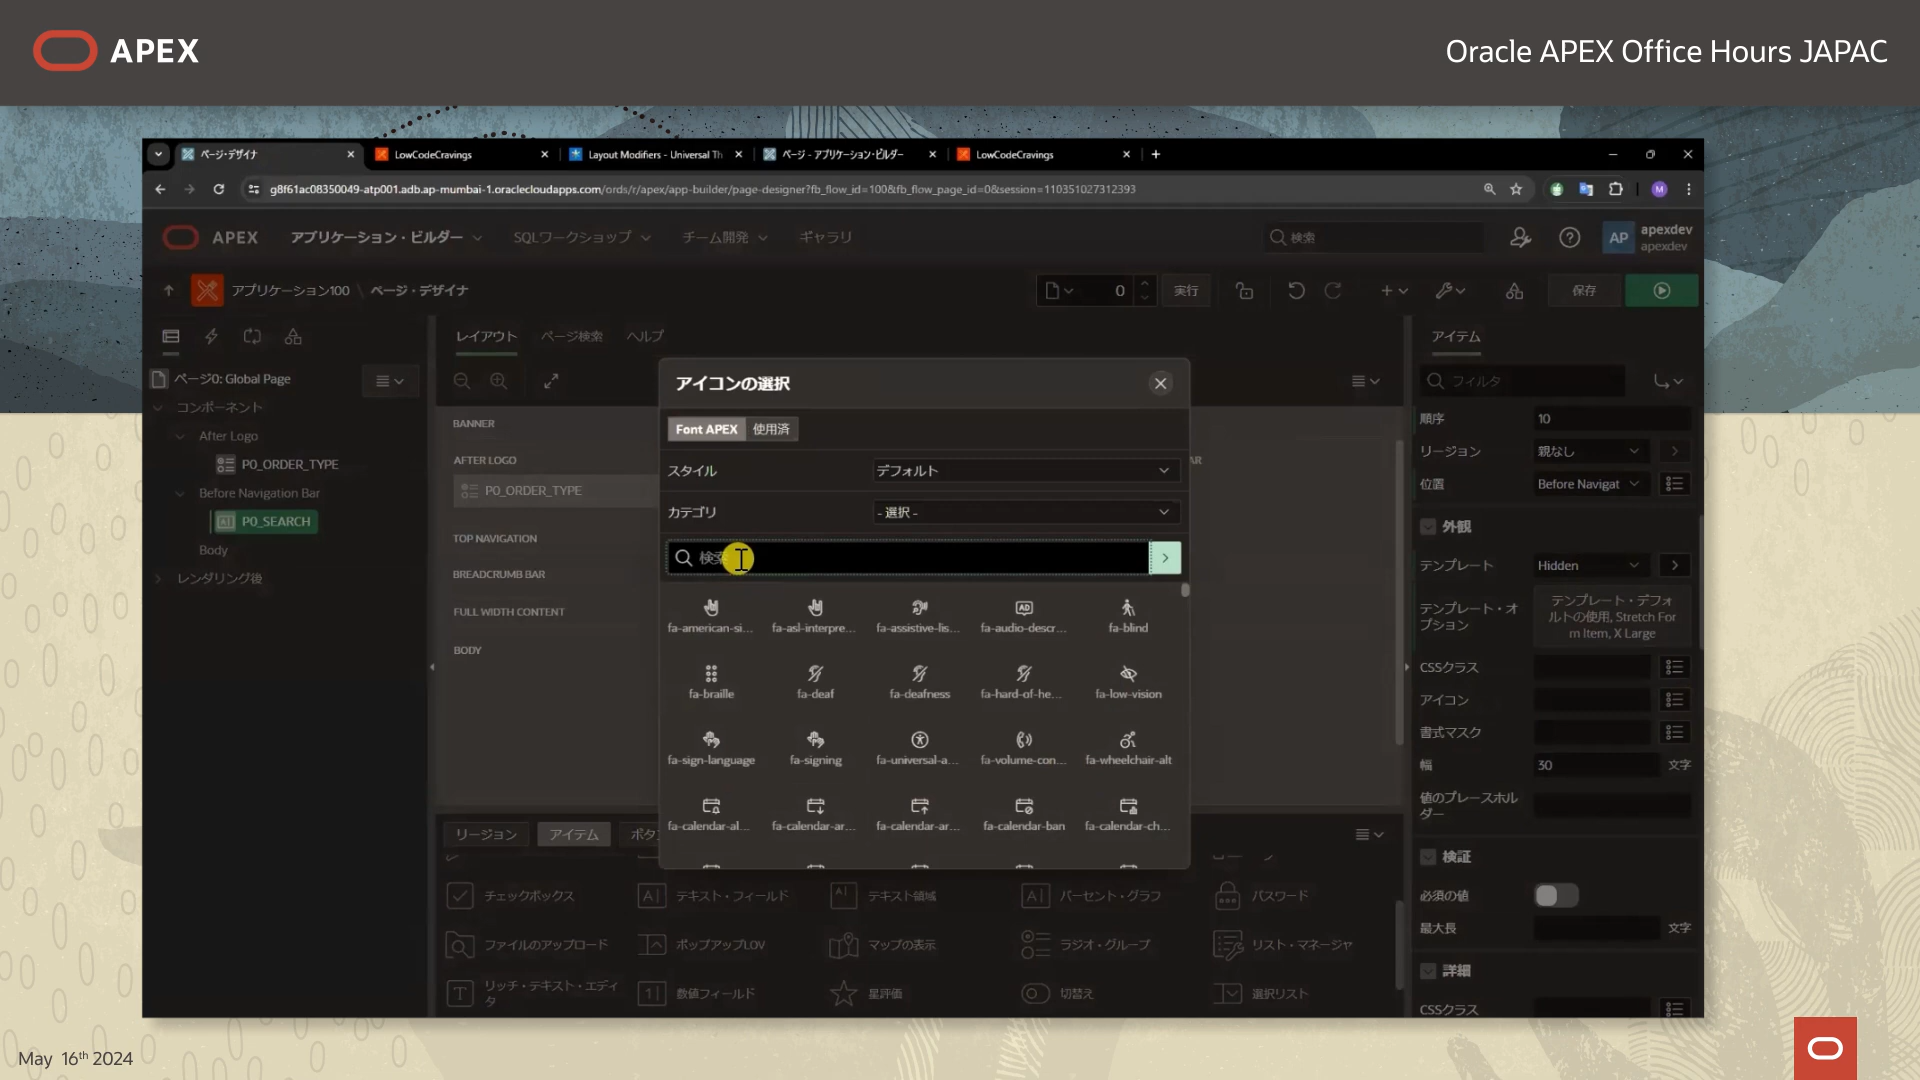 APEX
Oracle APEX Office Hours JAPAC
ページ・デザイナ
LowCodeCravings
Layout Modifiers - Universal Th
ページ - アプリケーション・ビルダー
LowCodeCravings
g8f61ac08350049-atp001.adb.ap-mumbai-1.oraclecloudapps.com/ords/r/apex/app-builder/page-designer?fb_flow_id=100&fb_flow_page_id=0&session=110351027312393
M
APEX
アプリケーション・ビルダー
SQLワークショップ
チーム開発
ギャラリ
検索
AP
apexdev
apexdev
アプリケーション100 \ ページ・デザイナ
0
実行
保存
レイアウト
ページ検索
ヘルプ
アイテム
ページ0: Global Page
コンポーネント
After Logo
P0_ORDER_TYPE
Before Navigation Bar
P0_SEARCH
Body
レンダリング後
BANNER
AFTER LOGO
P0_ORDER_TYPE
TOP NAVIGATION
BREADCRUMB BAR
FULL WIDTH CONTENT
BODY
AR
アイコンの選択
Font APEX
使用済
スタイル
デフォルト
カテゴリ
- 選択 -
検索
fa-american-si...
fa-asl-interpre...
fa-assistive-lis...
fa-audio-descr...
fa-blind
fa-braille
fa-deaf
fa-deafness
fa-hard-of-he...
fa-low-vision
fa-sign-language
fa-signing
fa-universal-a...
fa-volume-con...
fa-wheelchair-alt
fa-calendar-al...
fa-calendar-ar...
fa-calendar-ar...
fa-calendar-ban
fa-calendar-ch...
フィルタ
順序
10
リージョン
親なし
位置
Before Navigat
外観
テンプレート
Hidden
テンプレート・オプション
テンプレート・デフォ
ルトの使用, Stretch For
m Item, X Large
CSSクラス
アイコン
書式マスク
幅
30
文字
値のプレースホル
ダー
検証
必須の値
最大長
文字
詳細
CSSクラス
リージョン
アイテム
ボタ
チェックボックス
テキスト・フィールド
テキスト領域
パーセント・グラフ
パスワード
ファイルのアップロード
ポップアップLOV
マップの表示
ラジオ・グループ
リスト・マネージャ
リッチ・テキスト・エディ
タ
数値フィールド
星評価
切替え
選択リスト
May 16th 2024